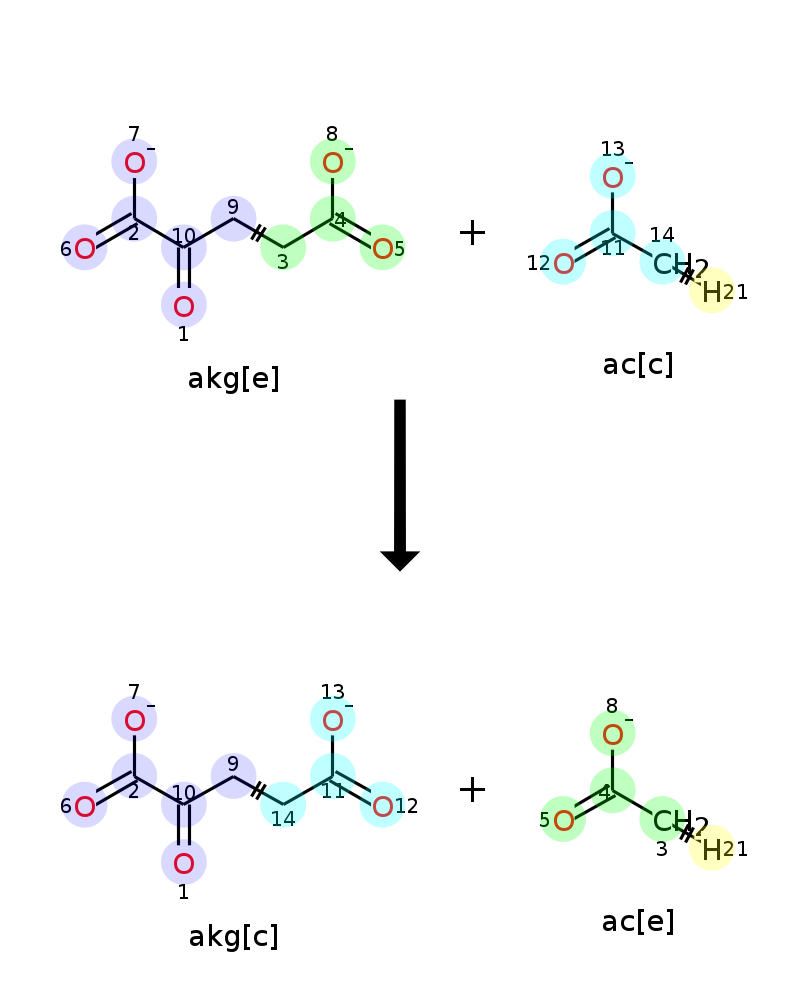 7 8 13
O- O- O-
9 14
6 O 2 10 3 4 O 5 + 12 O 11 CH2 H 21
O
1
akg[e] ac[c]
7 13 8
O- O- O-
9
6 O 2 10 14 11 O 12 + 5 O 4 CH2 H 21
O 3
1
akg[c] ac[e]